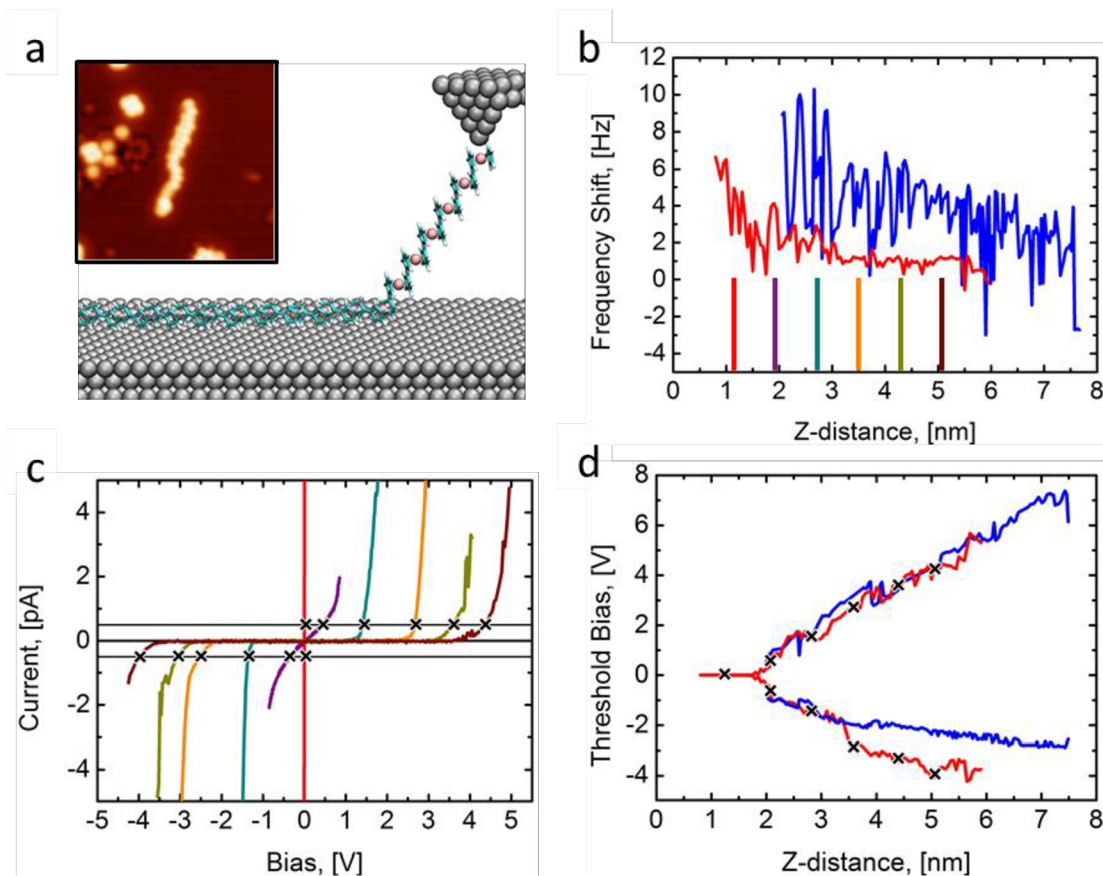 a
b
Frequency Shift, [Hz]
12
10
8
6
4
2
0
-2
-4
0 1 2 3 4 5 6 7 8
Z-distance, [nm]
c
Current, [pA]
4
2
0
-2
-4
-5 -4 -3 -2 -1 0 1 2 3 4 5
Bias, [V]
d
Threshold Bias, [V]
8
6
4
2
0
-2
-4
0 1 2 3 4 5 6 7 8
Z-distance, [nm]